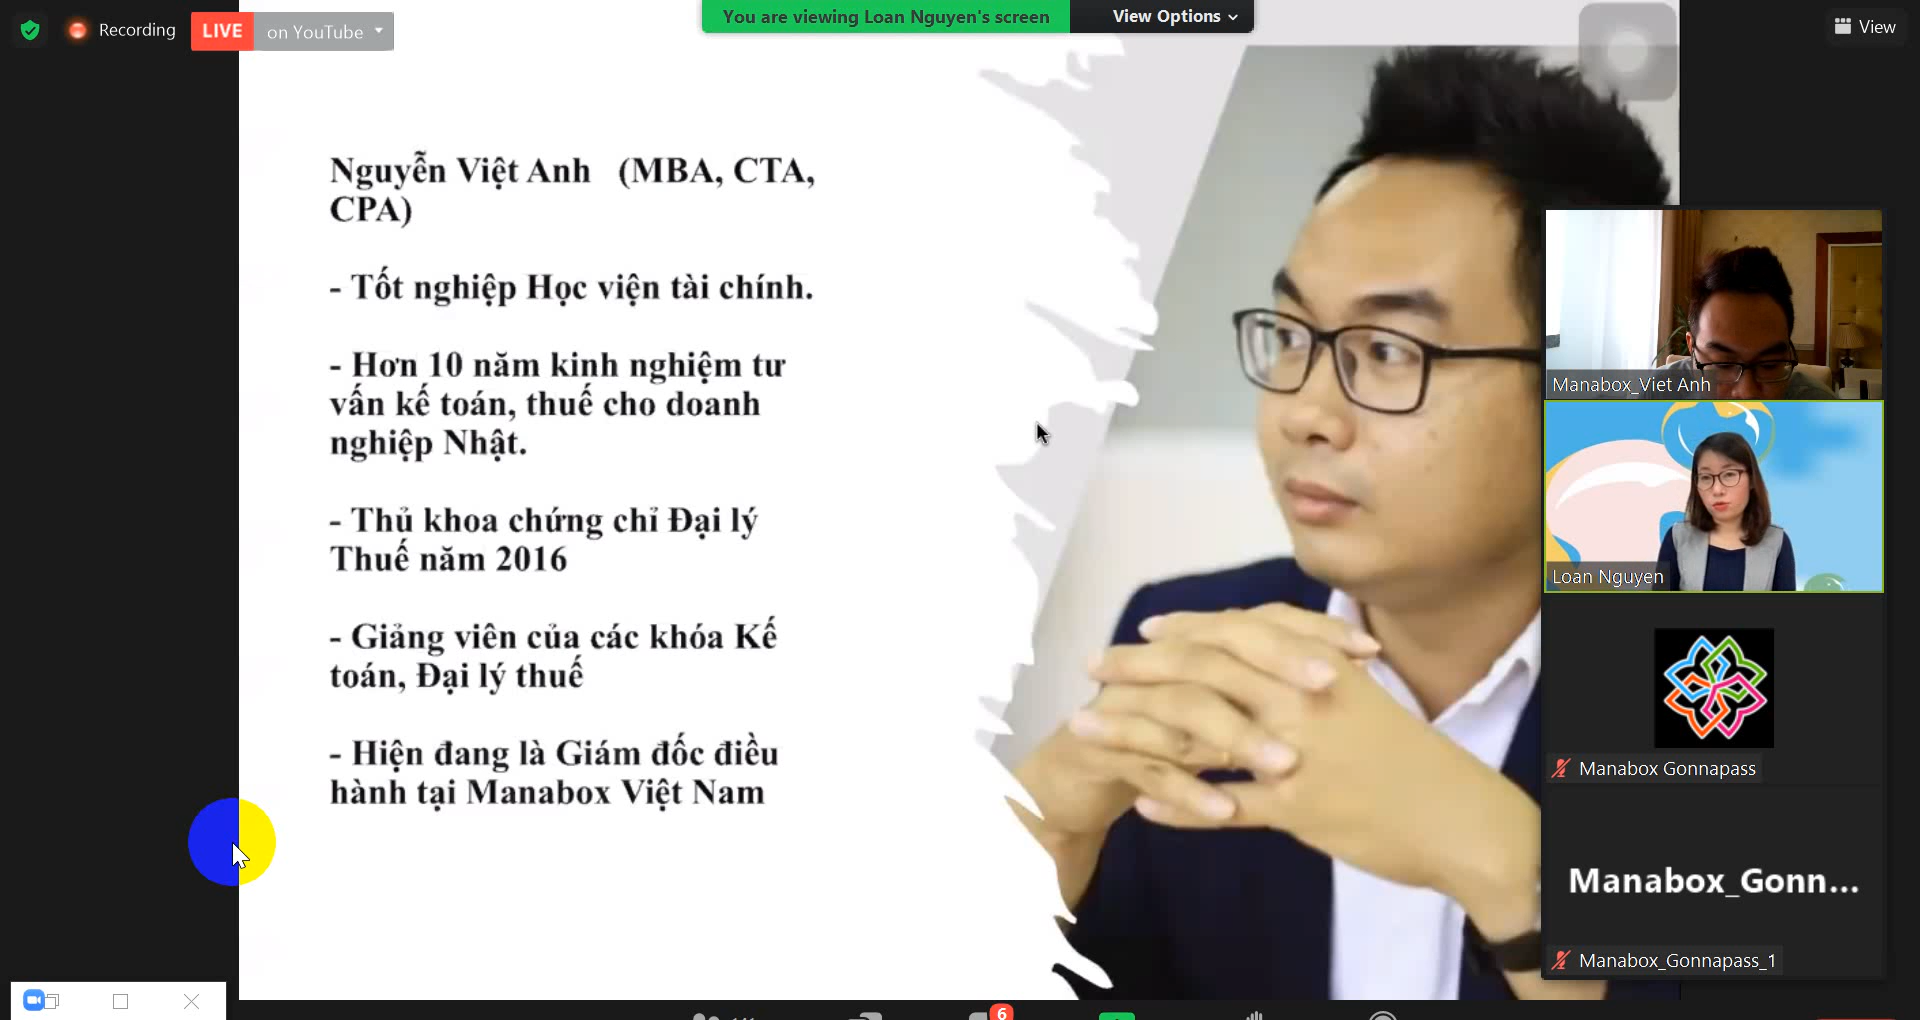 Recording
LIVE
on YouTube
You are viewing Loan Nguyen's screen
View Options
View
Nguyễn Việt Anh (MBA, CTA,
CPA)
- Tốt nghiệp Học viện tài chính.
- Hơn 10 năm kinh nghiệm tư
vấn kế toán, thuế cho doanh
nghiệp Nhật.
- Thủ khoa chứng chỉ Đại lý
Thuế năm 2016
- Giảng viên của các khóa Kế
toán, Đại lý thuế
- Hiện đang là Giám đốc điều
hành tại Manabox Việt Nam
Manabox_Viet Anh
Loan Nguyen
Manabox Gonnapass
Manabox_Gonn...
Manabox_Gonnapass_1
6